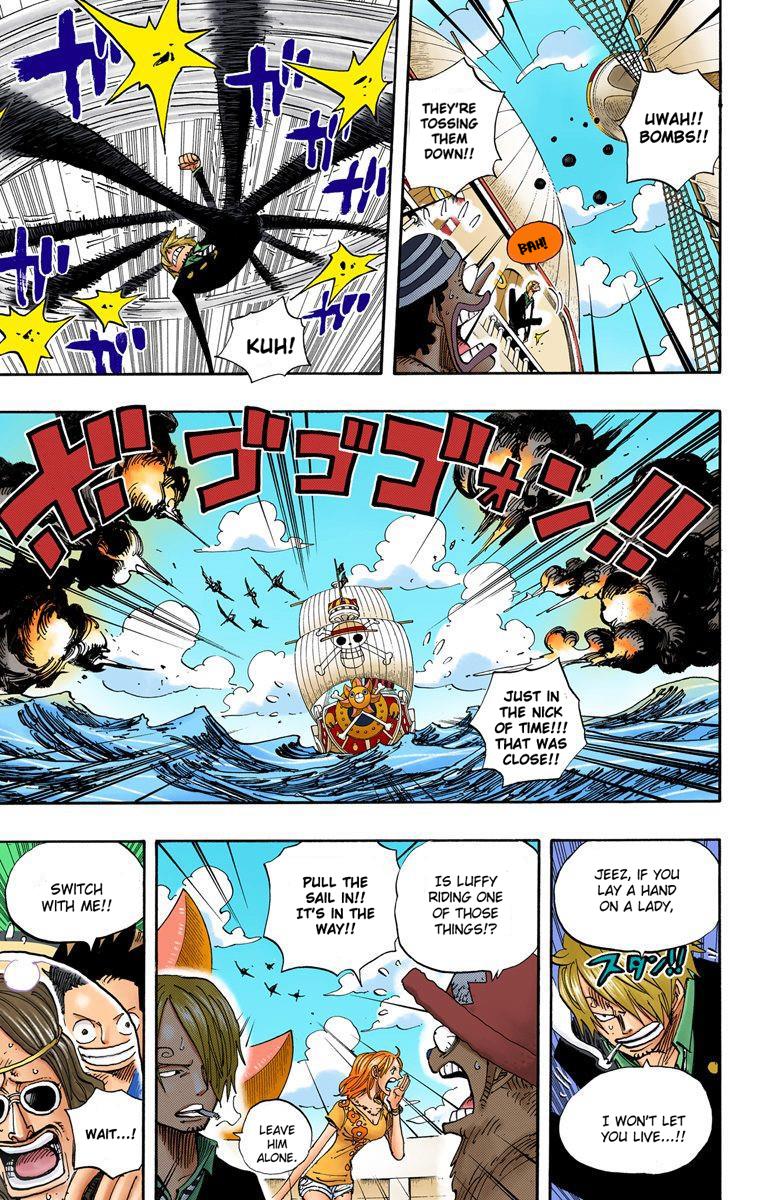 UWAH!!
BOMBS!!
THEY'RE
TOSSING
THEM
DOWN!!
BAH!
ガガガガガガガガ
KUH!
ボゴゴゴォン!!
JUST IN
THE NICK
OF TIME!!!
THAT WAS
CLOSE!!
JEEZ, IF YOU
LAY A HAND
ON A LADY,
スタン!!
I WON'T LET
YOU LIVE...!!
IS LUFFY
RIDING ONE
OF THOSE
THINGS!?
PULL THE
SAIL IN!!
IT'S IN THE
WAY!!
LEAVE
HIM
ALONE.
SWITCH
WITH ME!!
WAIT...!